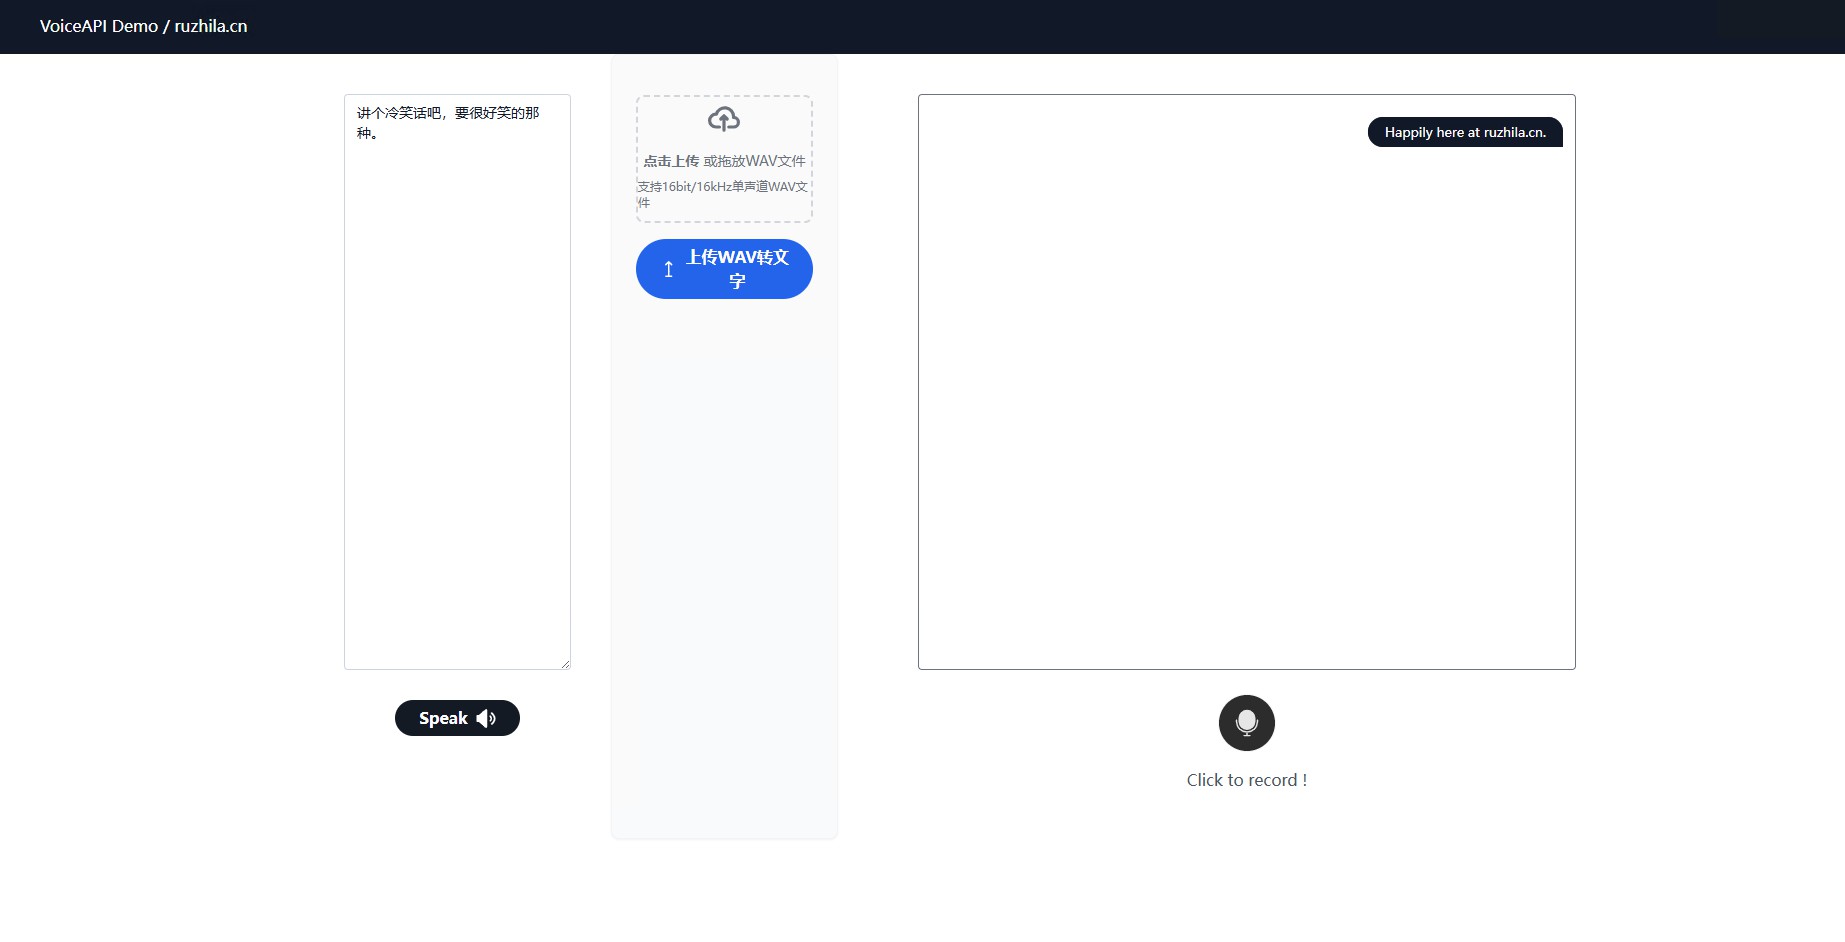 VoiceAPI Demo / ruzhila.cn
讲个冷笑话吧，要很好笑的那
种。
Speak
点击上传 或拖放WAV文件
支持16bit/16kHz单声道WAV文
件
上传WAV转文
字
Happily here at ruzhila.cn.
Click to record !